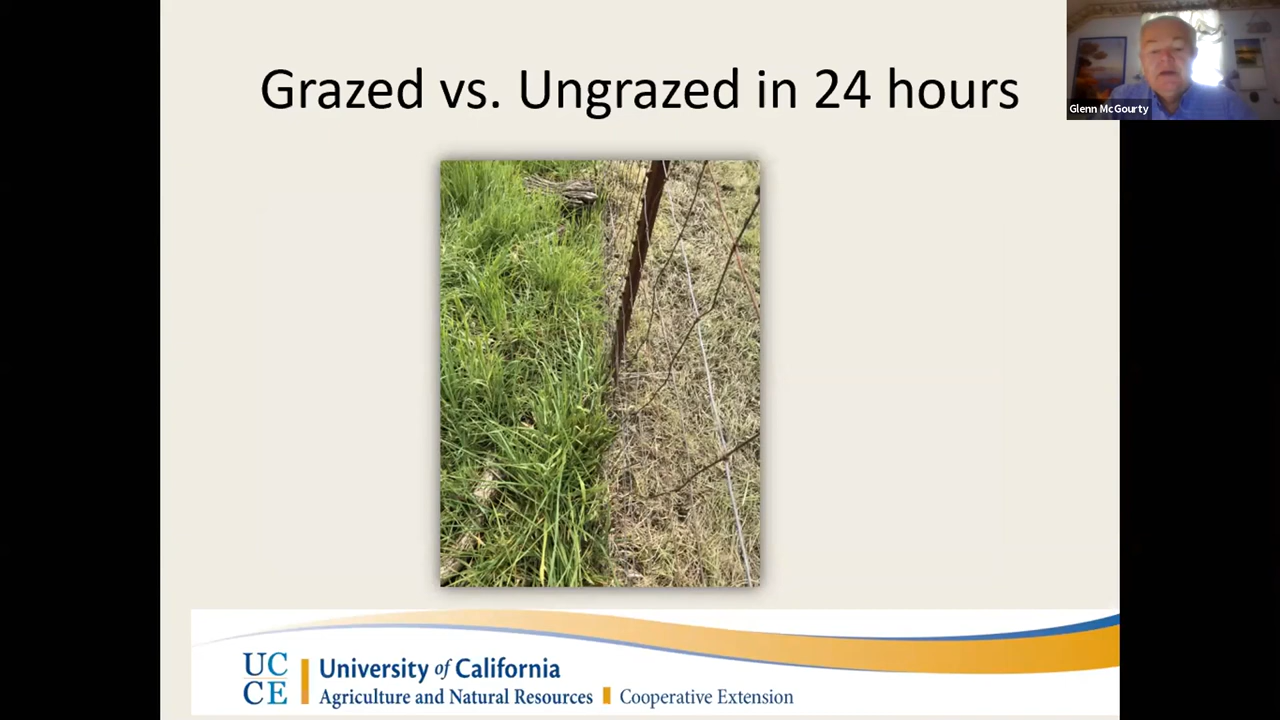 Grazed vs. Ungrazed in 24 hours
Glenn McGourty
UC
CE
University of California
Agriculture and Natural Resources Cooperative Extension